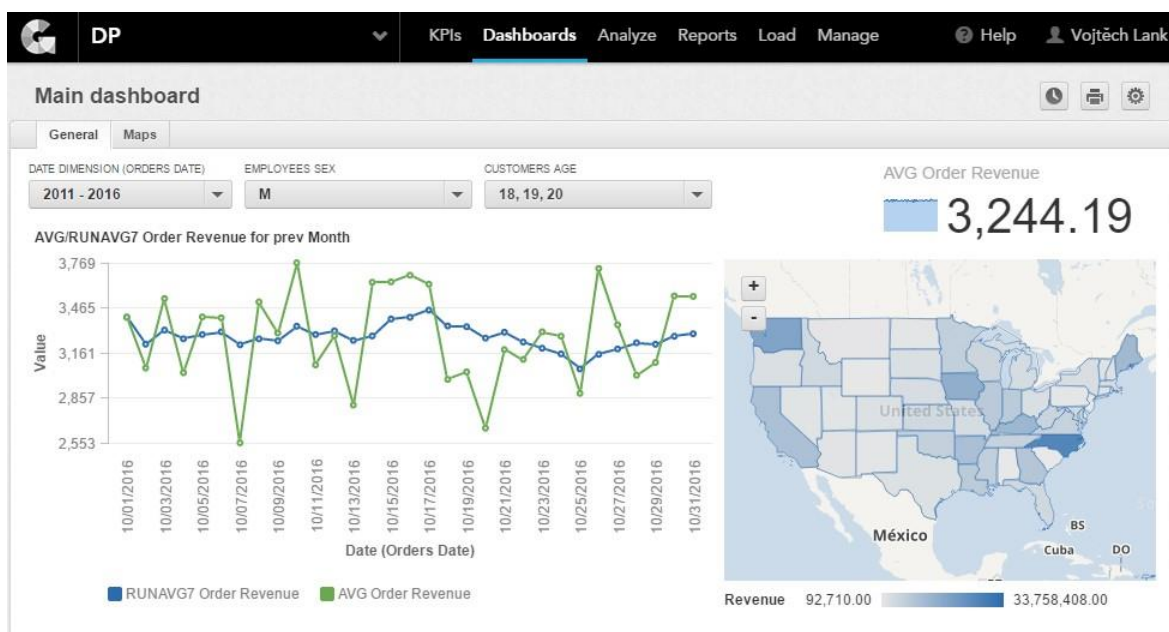 DP
KPIs Dashboards Analyze Reports Load Manage
Help
Vojtěch Lank
Main dashboard
General Maps
DATE DIMENSION (ORDERS DATE) EMPLOYEES SEX CUSTOMERS AGE
2011 - 2016 M 18, 19, 20
AVG Order Revenue
3,244.19
AVG/RUNAVG7 Order Revenue for prev Month
3,769
3,465
3,161
2,857
2,553
Value
10/01/2016
10/03/2016
10/05/2016
10/07/2016
10/09/2016
10/11/2016
10/13/2016
10/15/2016
10/17/2016
10/19/2016
10/21/2016
10/23/2016
10/25/2016
10/27/2016
10/29/2016
10/31/2016
Date (Orders Date)
RUNAVG7 Order Revenue AVG Order Revenue
+
-
United States
México
BS
Cuba DO
Revenue 92,710.00 33,758,408.00